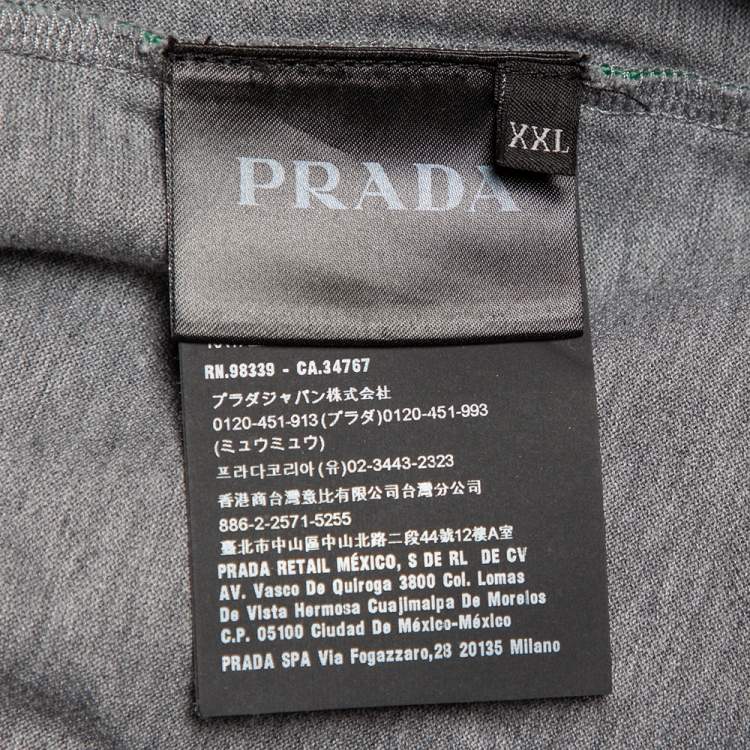 PRADA
XXL
RN.98339 - CA.34767
プラダジャパン株式会社
0120-451-913(プラダ)0120-451-993
(ミュウミュウ)
프라다코리아(유)02-3443-2323
香港商台灣意比有限公司台灣分公司
886-2-2571-5255
臺北市中山區中山北路二段44號12樓A室
PRADA RETAIL MÉXICO, S DE RL DE CV
AV. Vasco De Quiroga 3800 Col. Lomas
De Vista Hermosa Cuajimalpa De Morelos
C.P. 05100 Ciudad De México-México
PRADA SPA Via Fogazzaro,28 20135 Milano